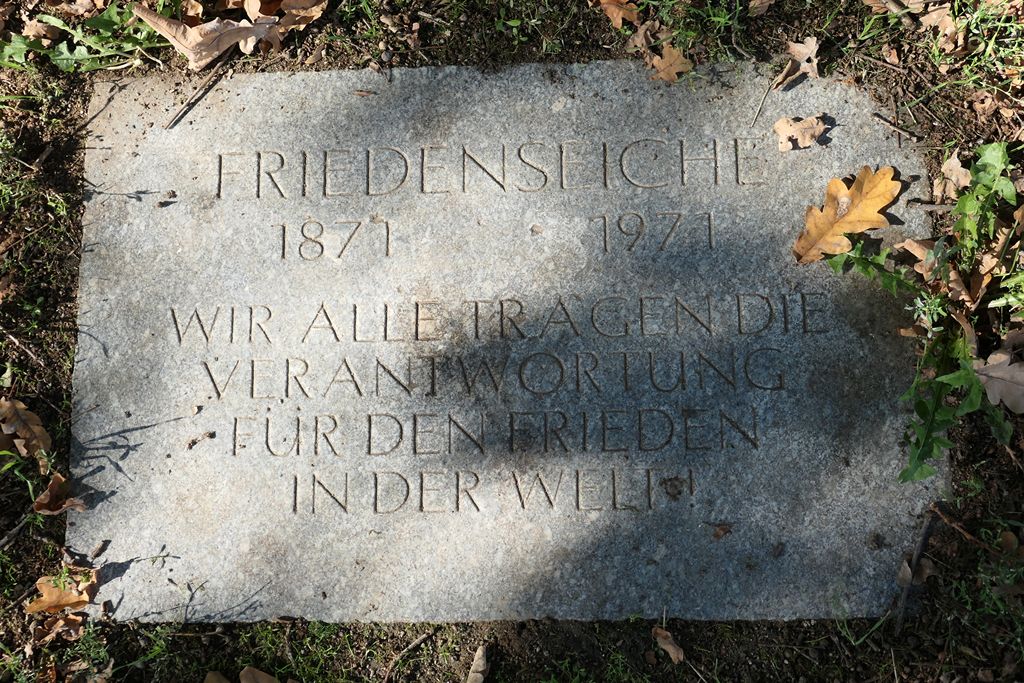 FRIEDENSEICHE
1871 1971
WIR ALLE TRAGEN DIE
VERANTWORTUNG
FÜR DEN FRIEDEN
IN DER WELT !